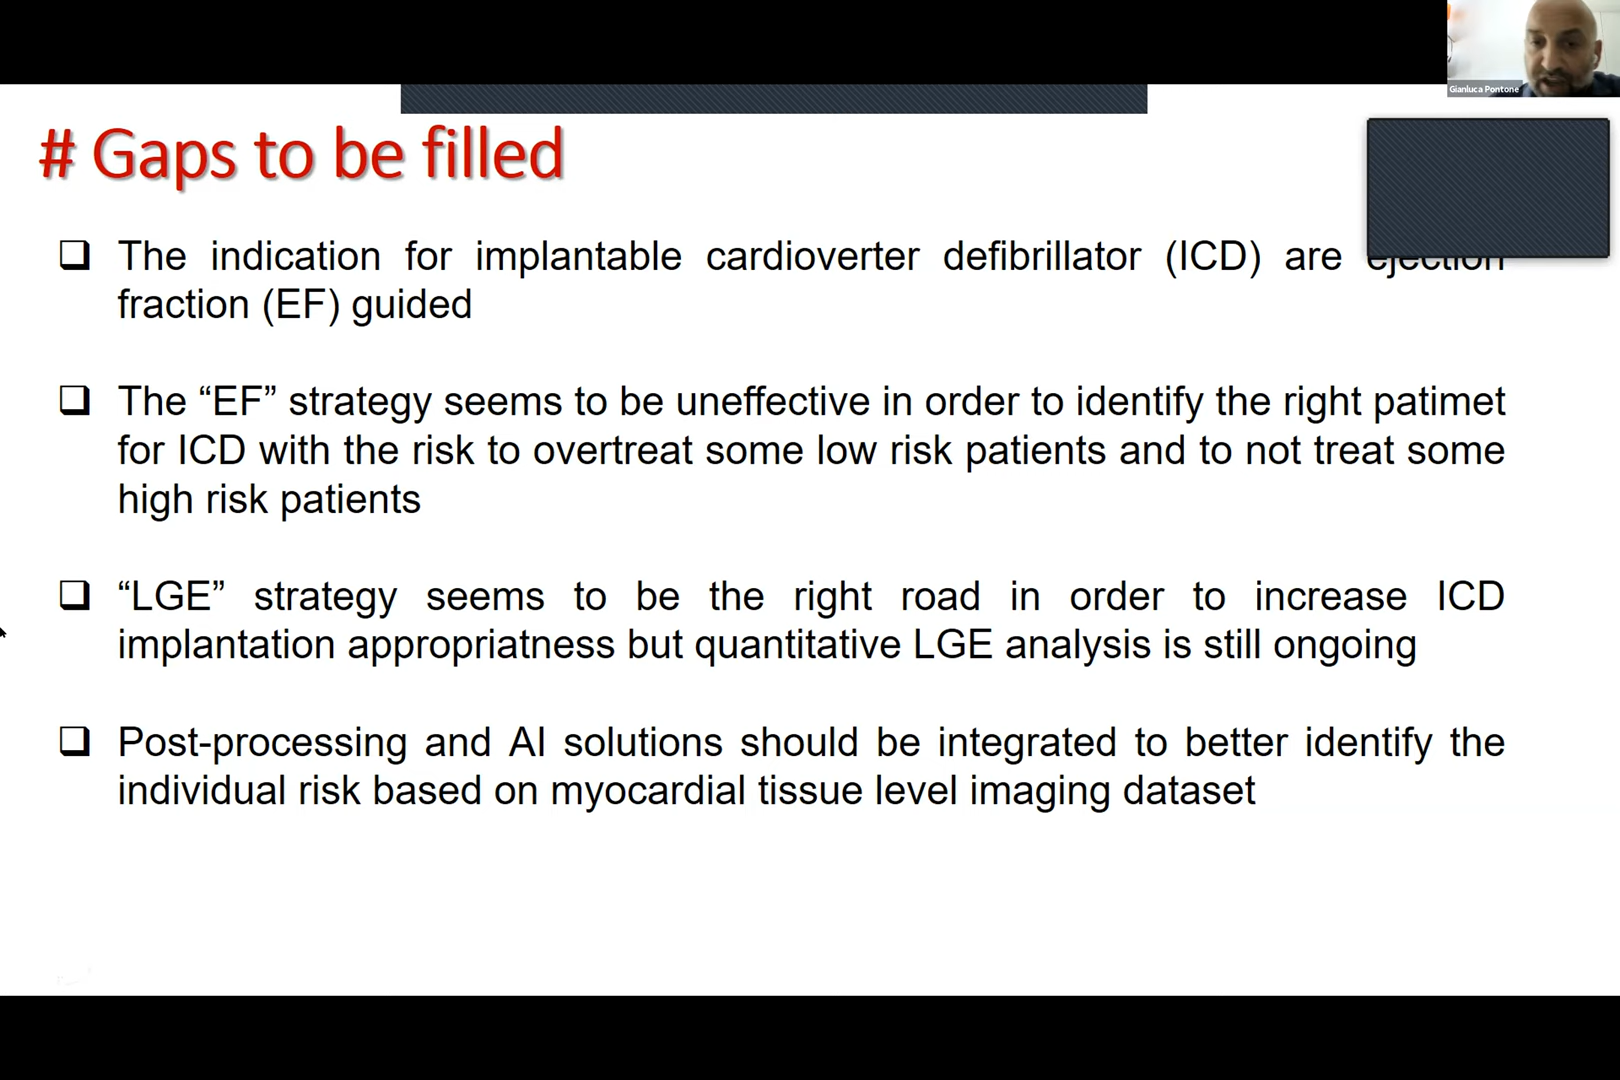 Gianluca Pontone
# Gaps to be filled
❑ The indication for implantable cardioverter defibrillator (ICD) are ejection
fraction (EF) guided
❑ The “EF” strategy seems to be uneffective in order to identify the right patimet
for ICD with the risk to overtreat some low risk patients and to not treat some
high risk patients
❑ “LGE” strategy seems to be the right road in order to increase ICD
implantation appropriatness but quantitative LGE analysis is still ongoing
❑ Post-processing and AI solutions should be integrated to better identify the
individual risk based on myocardial tissue level imaging dataset